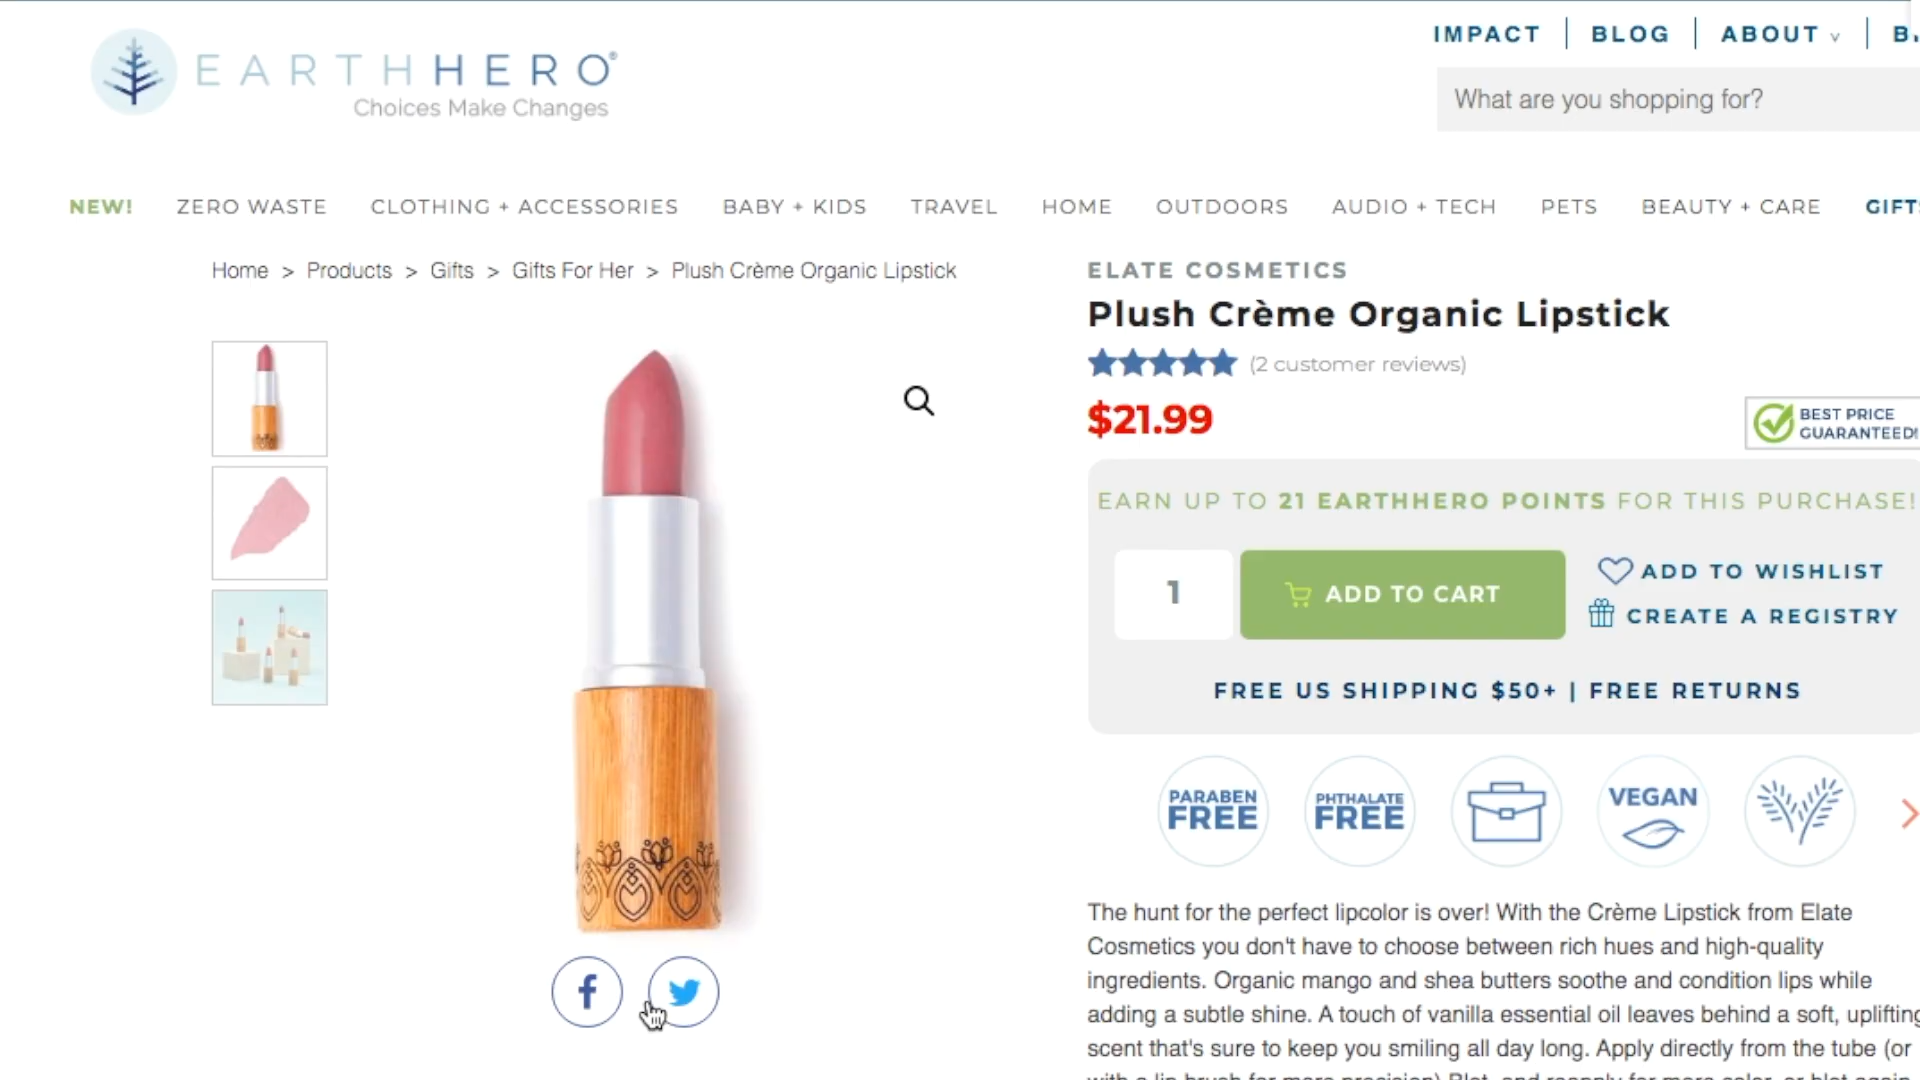 EARTHHERO®
Choices Make Changes
IMPACT
BLOG
ABOUT
What are you shopping for?
NEW!
ZERO WASTE
CLOTHING + ACCESSORIES
BABY + KIDS
TRAVEL
HOME
OUTDOORS
AUDIO + TECH
PETS
BEAUTY + CARE
GIFT
Home > Products > Gifts > Gifts For Her > Plush Crème Organic Lipstick
ELATE COSMETICS
Plush Crème Organic Lipstick
(2 customer reviews)
$21.99
BEST PRICE
GUARANTEED!
EARN UP TO 21 EARTHHERO POINTS FOR THIS PURCHASE!
1
ADD TO CART
ADD TO WISHLIST
CREATE A REGISTRY
FREE US SHIPPING $50+ | FREE RETURNS
PARABEN
FREE
PHTHALATE
FREE
VEGAN
The hunt for the perfect lipcolor is over! With the Crème Lipstick from Elate
Cosmetics you don't have to choose between rich hues and high-quality
ingredients. Organic mango and shea butters soothe and condition lips while
adding a subtle shine. A touch of vanilla essential oil leaves behind a soft, uplifting
scent that's sure to keep you smiling all day long. Apply directly from the tube (or